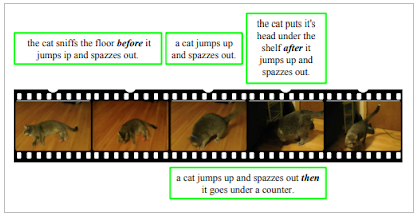 the cat sniffs the floor before it
jumps ip and spazzes out.
a cat jumps up
and spazzes out.
the cat puts it's
head under the
shelf after it
jumps up and
spazzes out.
a cat jumps up and spazzes out then
it goes under a counter.